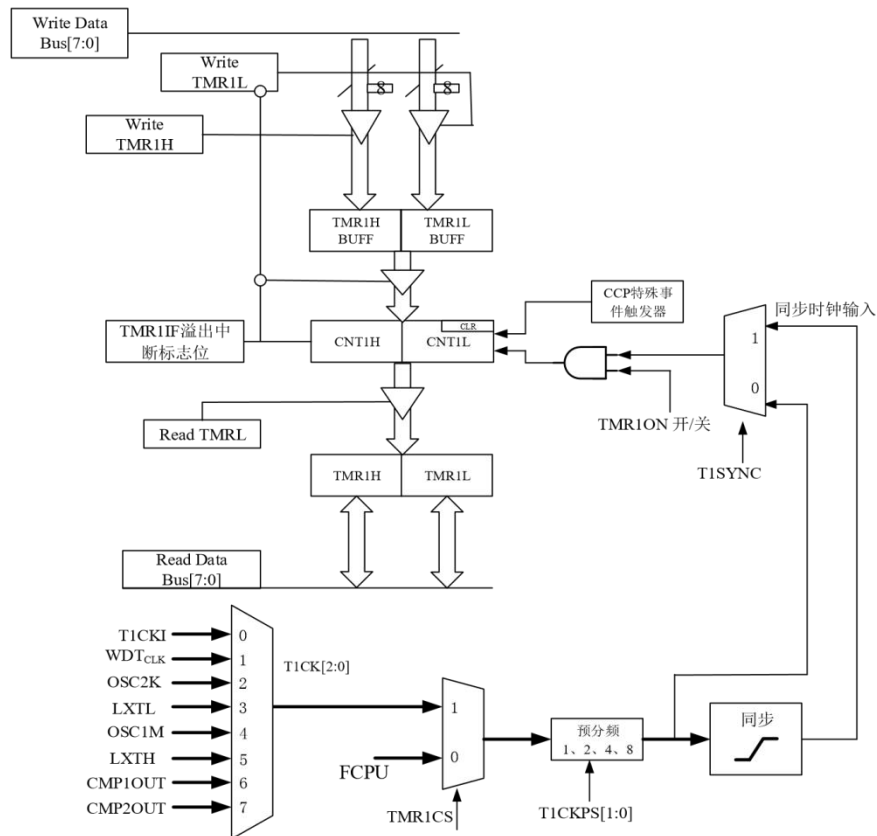 Write Data
Bus[7:0]
Write
TMR1L
8
8
Write
TMR1H
TMR1H
BUFF
TMR1L
BUFF
CCP特殊事
件触发器
同步时钟输入
TMR1IF溢出中
断标志位
CNT1H
CLR
CNT1L
1
0
TMR1ON 开/关
Read TMRL
T1SYNC
TMR1H
TMR1L
Read Data
Bus[7:0]
T1CKI
0
WDTCLK
1
T1CK[2:0]
OSC2K
2
LXTL
3
1
OSC1M
4
预分频
1、2、4、8
同步
LXTH
5
FCPU
0
CMP1OUT
6
CMP2OUT
7
TMR1CS
T1CKPS[1:0]